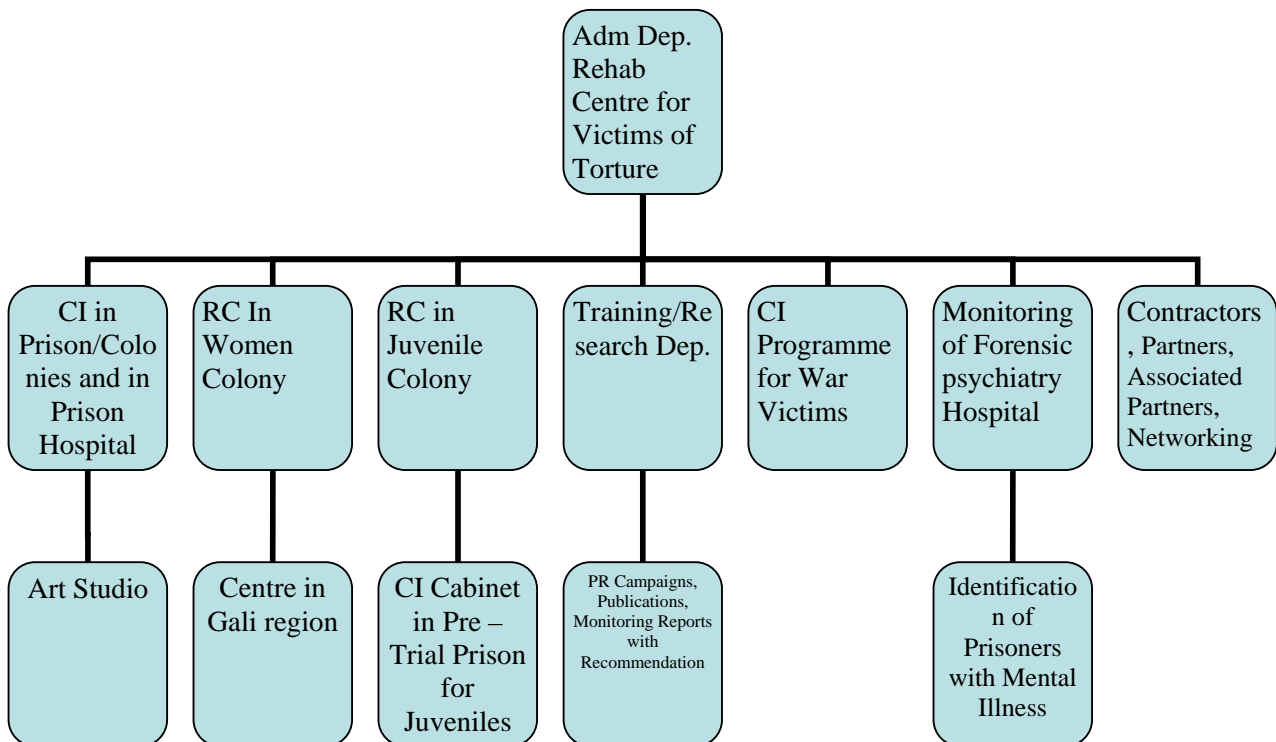 Adm Dep.
Rehab
Centre for
Victims of
Torture
CI in
Prison/Colo
nies and in
Prison
Hospital
RC In
Women
Colony
RC in
Juvenile
Colony
Training/Re
search Dep.
CI
Programme
for War
Victims
Monitoring
of Forensic
psychiatry
Hospital
Contractors
, Partners,
Associated
Partners,
Networking
Art Studio
Centre in
Gali region
CI Cabinet
in Pre –
Trial Prison
for
Juveniles
PR Campaigns,
Publications,
Monitoring Reports
with
Recommendation
Identificatio
n of
Prisoners
with Mental
Illness